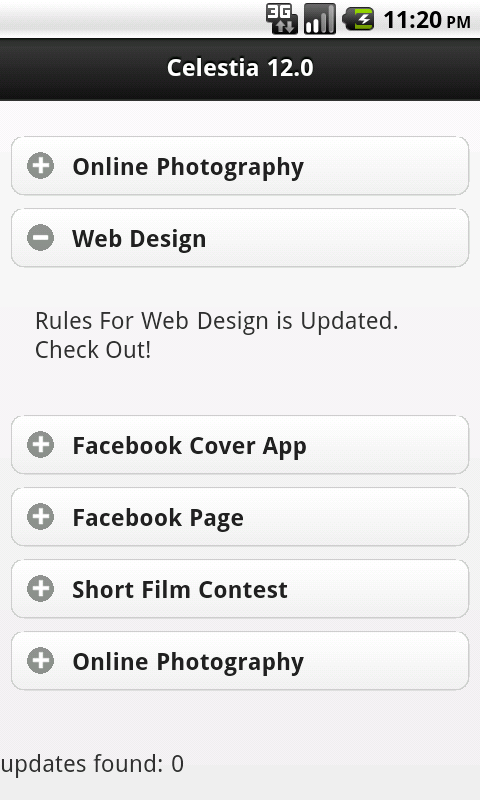 3G 11:20 PM
Celestia 12.0
Online Photography
Web Design
Rules For Web Design is Updated.
Check Out!
Facebook Cover App
Facebook Page
Short Film Contest
Online Photography
updates found: 0